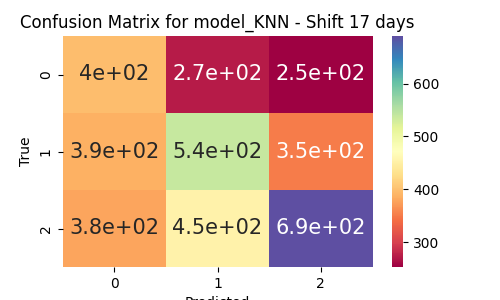 Confusion Matrix for model_KNN - Shift 17 days
0 4e+02 2.7e+02 2.5e+02
1 3.9e+02 5.4e+02 3.5e+02
2 3.8e+02 4.5e+02 6.9e+02
0 1 2
Predicted
True
600
500
400
300